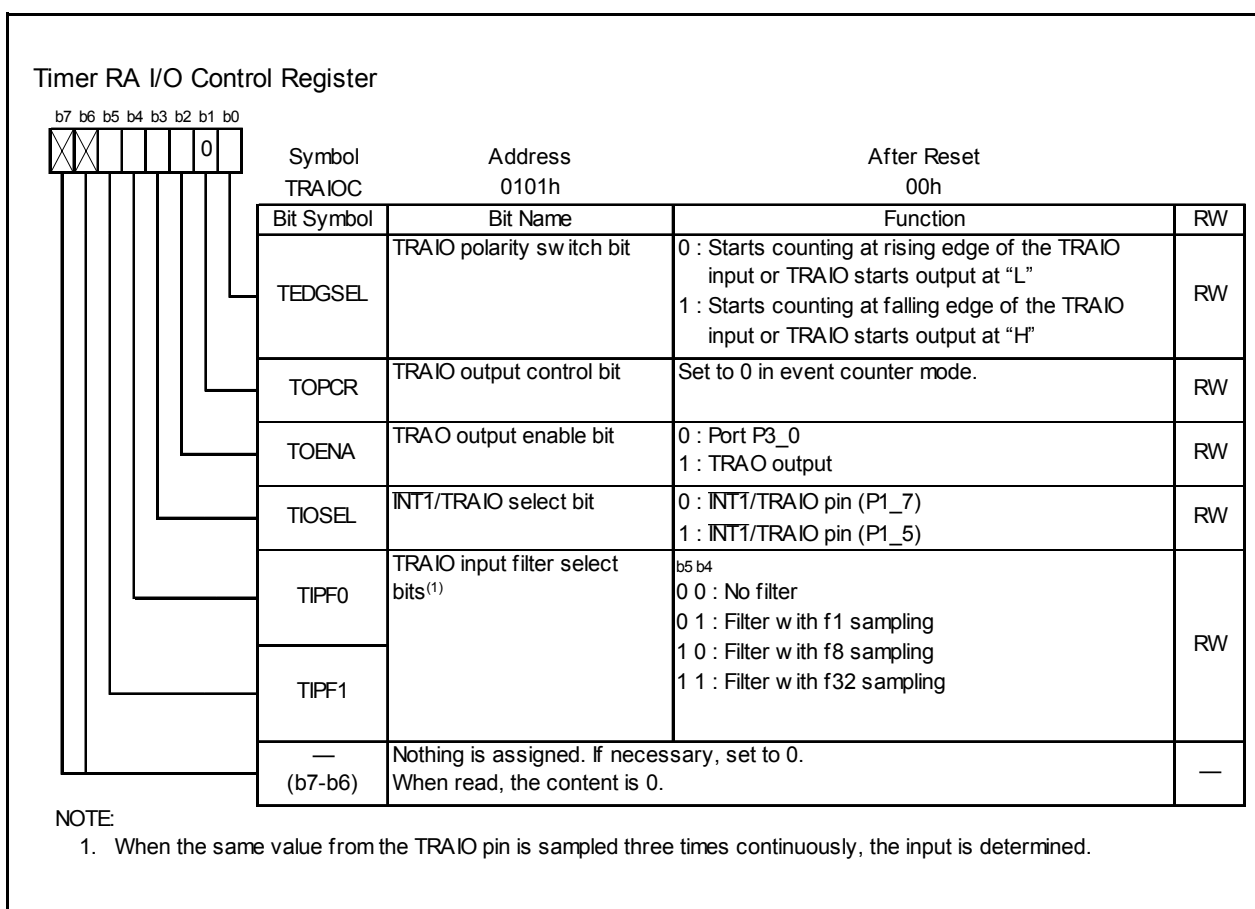 Timer RA I/O Control Register
b7 b6 b5 b4 b3 b2 b1 b0
0
Symbol Address After Reset
TRAIOC 0101h 00h
Bit Symbol Bit Name Function RW
TEDGSEL
TRAIO polarity switch bit
0 : Starts counting at rising edge of the TRAIO
input or TRAIO starts output at “L”
1 : Starts counting at falling edge of the TRAIO
input or TRAIO starts output at “H”
RW
TOPCR
TRAIO output control bit
Set to 0 in event counter mode.
RW
TOENA
TRAO output enable bit
0 : Port P3_0
1 : TRAO output
RW
TIOSEL
INT1/TRAIO select bit
0 : INT1/TRAIO pin (P1_7)
1 : INT1/TRAIO pin (P1_5)
RW
TIPF0
TIPF1
TRAIO input filter select
bits(1)
b5 b4
0 0 : No filter
0 1 : Filter with f1 sampling
1 0 : Filter with f8 sampling
1 1 : Filter with f32 sampling
RW
—
(b7-b6)
Nothing is assigned. If necessary, set to 0.
When read, the content is 0.
—
NOTE:
1. When the same value from the TRAIO pin is sampled three times continuously, the input is determined.